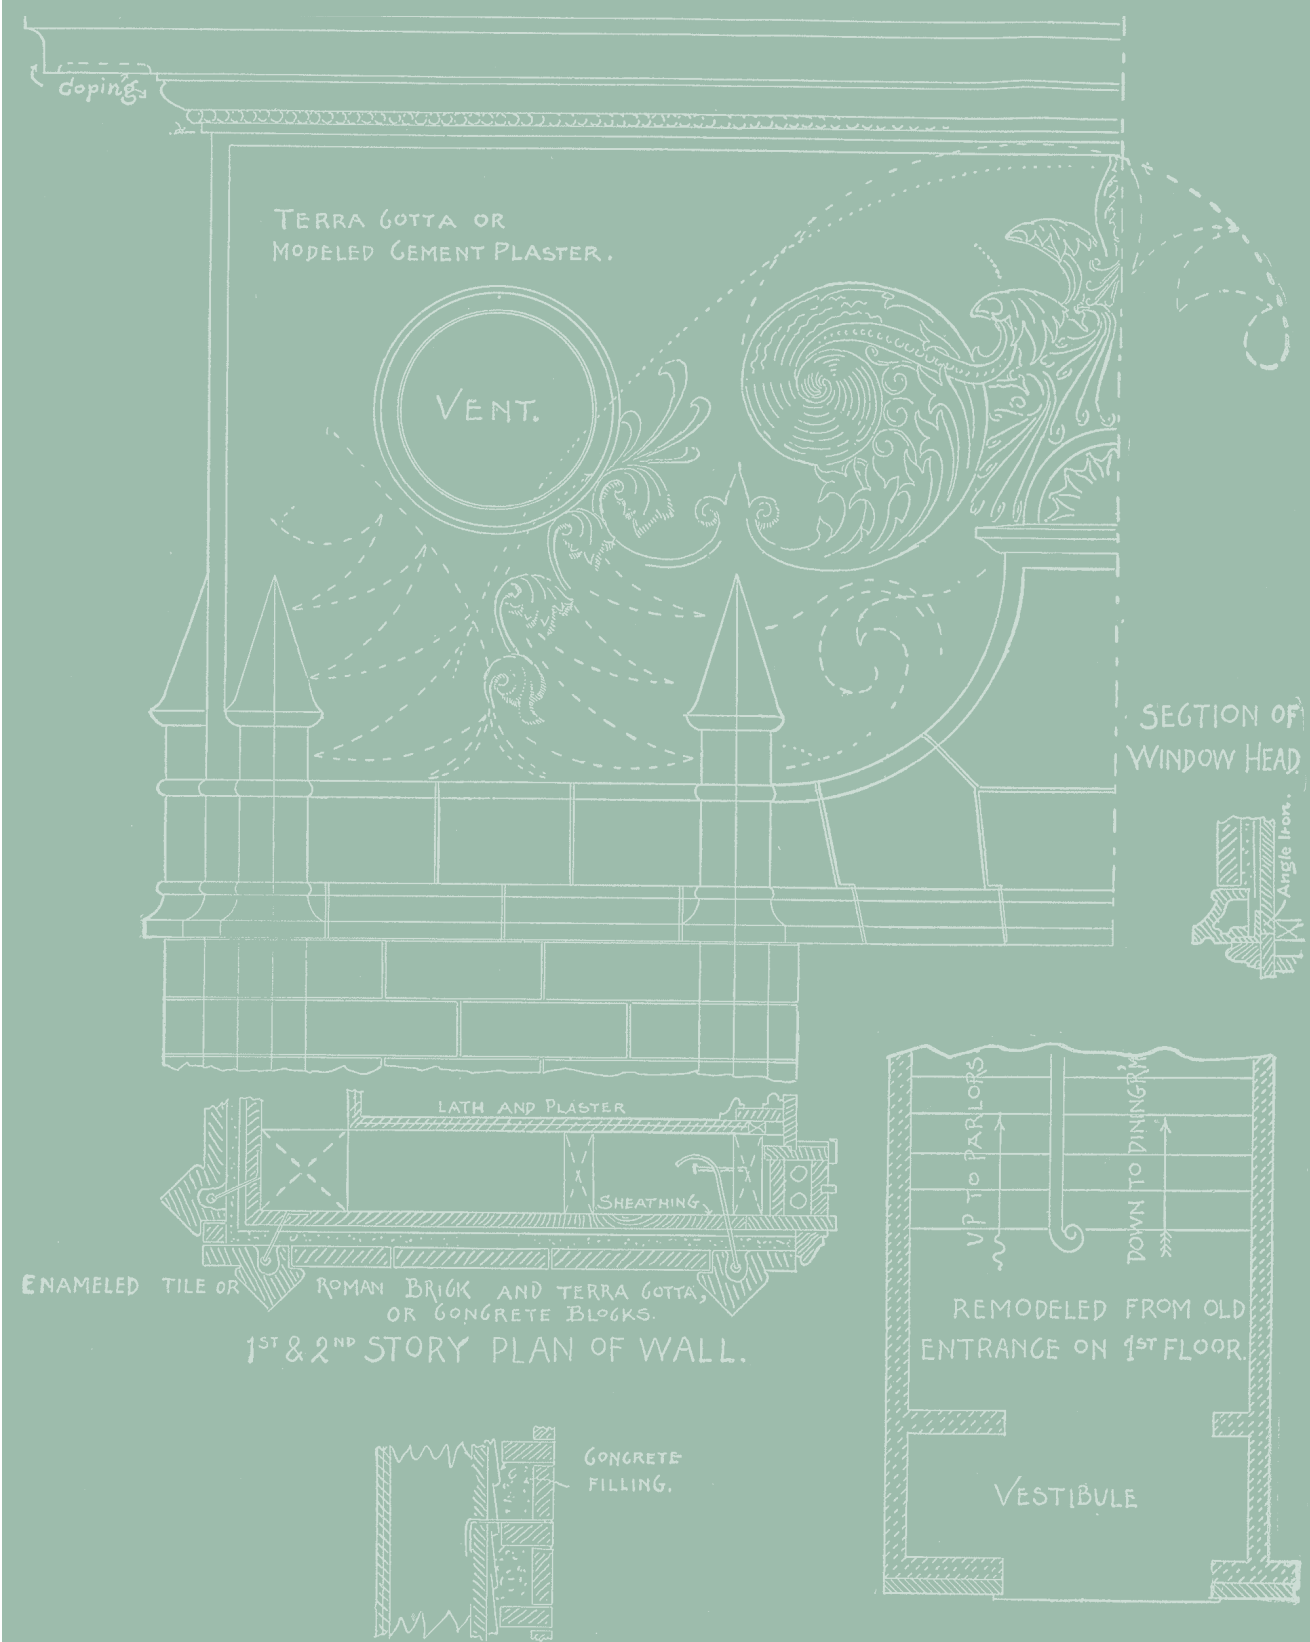 Coping
TERRA COTTA OR
MODELED CEMENT PLASTER.
VENT.
SECTION OF
WINDOW HEAD.
Angle Iron.
LATH AND PLASTER
SHEATHING
ENAMELED TILE OR ROMAN BRICK AND TERRA COTTA,
OR CONCRETE BLOCKS.
1ST & 2ND STORY PLAN OF WALL.
UP TO PARLORS
DOWN TO DINING R'M
REMODELED FROM OLD
ENTRANCE ON 1ST FLOOR.
CONCRETE
FILLING.
VESTIBULE